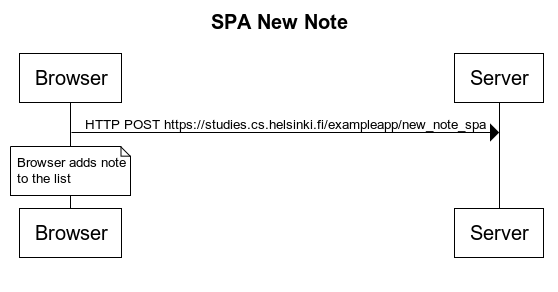 SPA New Note
Browser
Server
HTTP POST https://studies.cs.helsinki.fi/exampleapp/new_note_spa
Browser adds note
to the list
Browser
Server